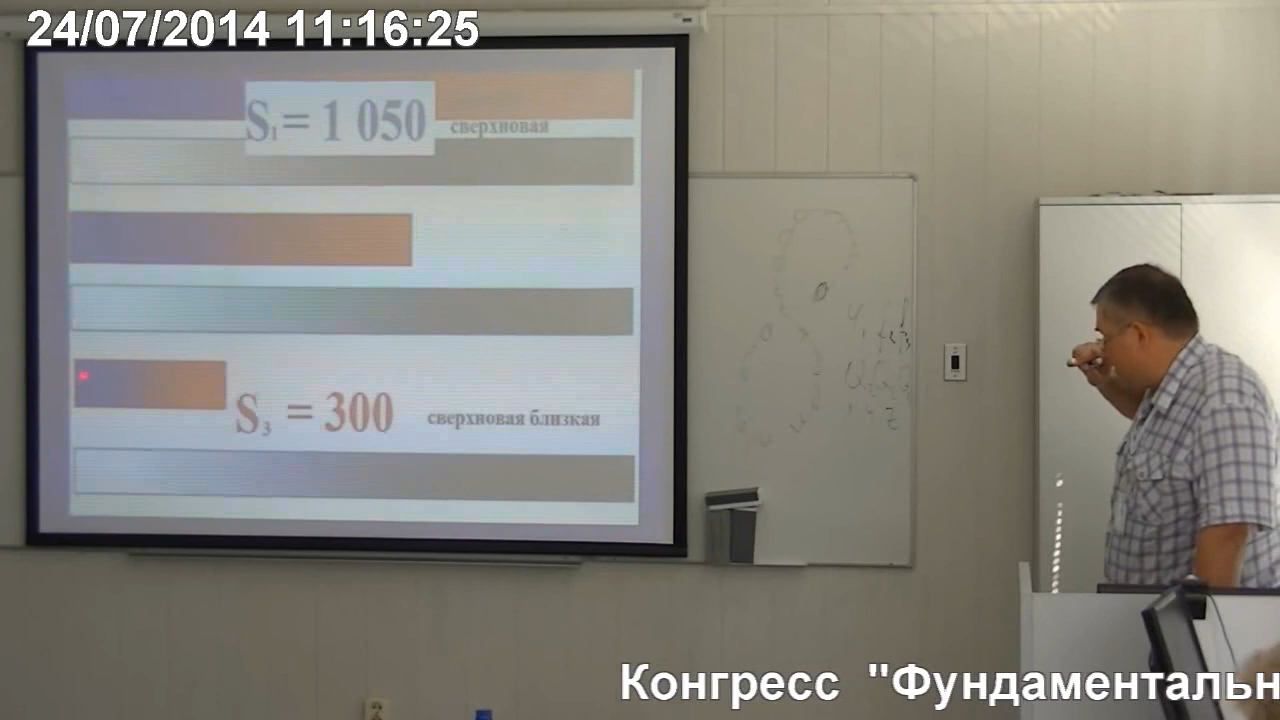 24/07/2014 11:16:25
S₁ = 1 050 сверхновая
S₃ = 300 сверхновая близкая
Конгресс "Фундаментальн